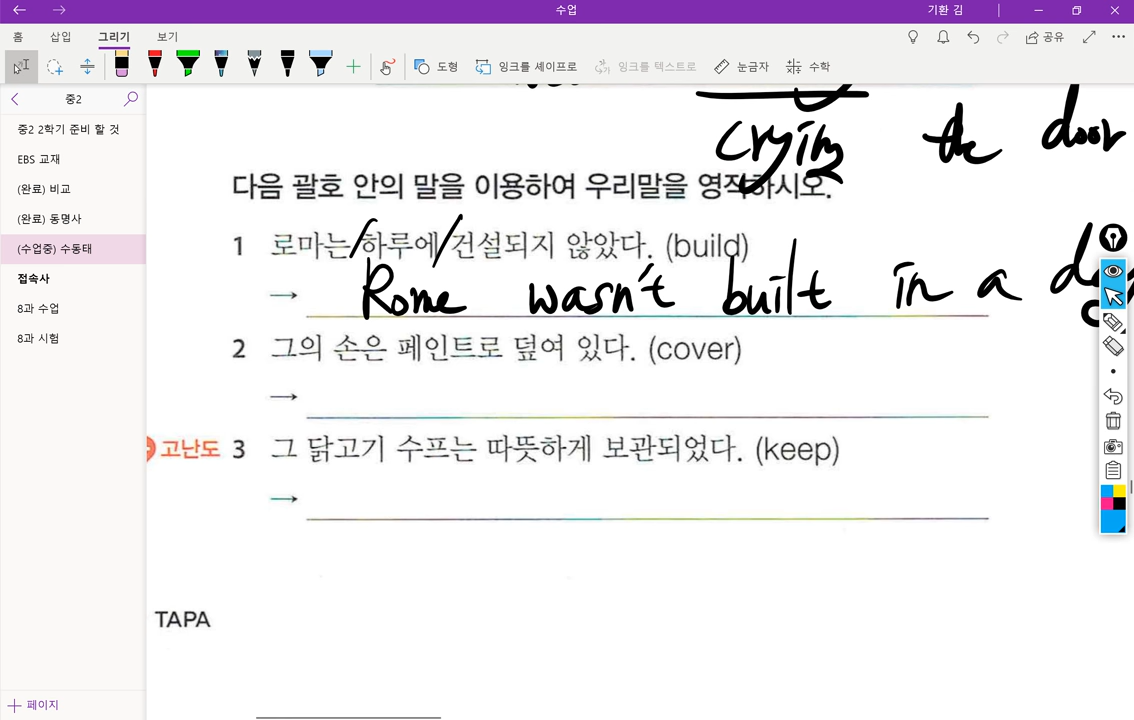 수업
기환 김
홈 삽입 그리기 보기
공유
도형 잉크를 셰이프로 잉크를 텍스트로 눈금자 수학
중2
중2 2학기 준비 할 것
EBS 교재
(완료) 비교
(완료) 동명사
(수업중) 수동태
접속사
8과 수업
8과 시험
페이지
crying the door
다음 괄호 안의 말을 이용하여 우리말을 영작하시오.
1 로마는/하루에/건설되지 않았다. (build)
→ Rome wasn't built in a
2 그의 손은 페인트로 덮여 있다. (cover)
→
고난도 3 그 닭고기 수프는 따뜻하게 보관되었다. (keep)
→
TAPA